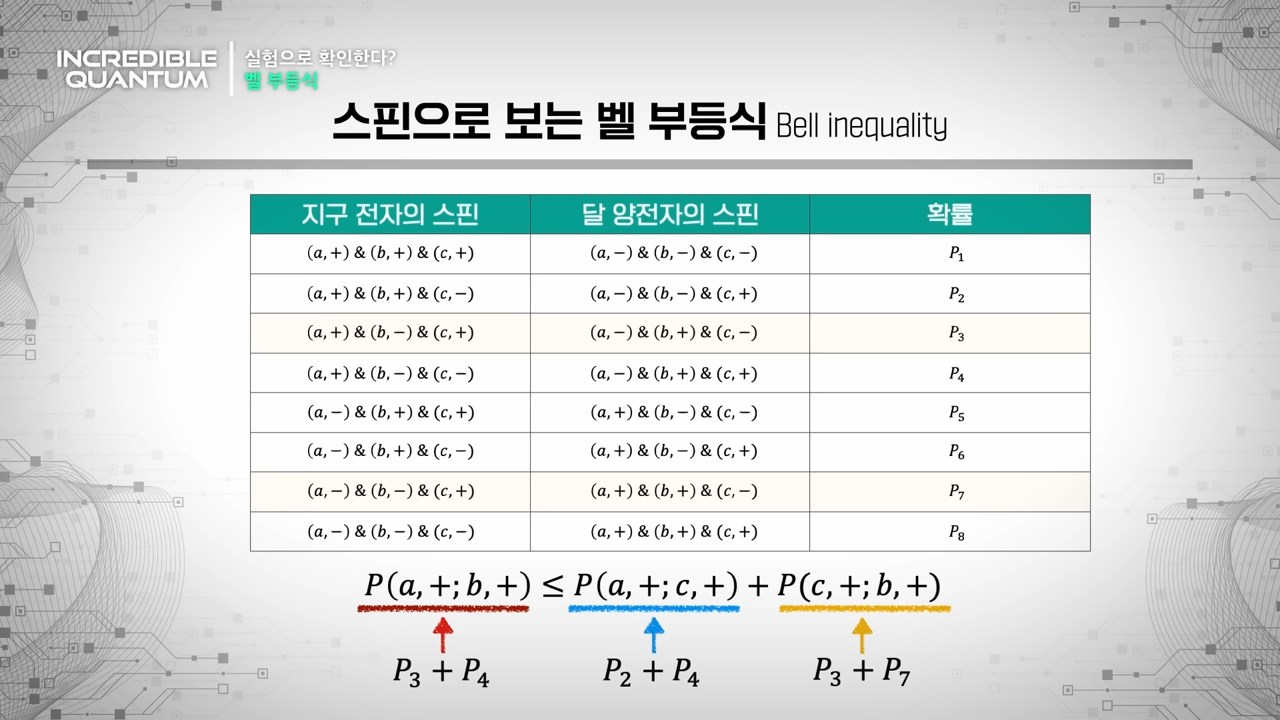 INCREDIBLE
QUANTUM
실험으로 확인한다?
벨 부등식
스핀으로 보는 벨 부등식 Bell inequality
지구 전자의 스핀 달 양전자의 스핀 확률
(a, +) & (b, +) & (c, +) (a, −) & (b, −) & (c, −) P₁
(a, +) & (b, +) & (c, −) (a, −) & (b, −) & (c, +) P₂
(a, +) & (b, −) & (c, +) (a, −) & (b, +) & (c, −) P₃
(a, +) & (b, −) & (c, −) (a, −) & (b, +) & (c, +) P₄
(a, −) & (b, +) & (c, +) (a, +) & (b, −) & (c, −) P₅
(a, −) & (b, +) & (c, −) (a, +) & (b, −) & (c, +) P₆
(a, −) & (b, −) & (c, +) (a, +) & (b, +) & (c, −) P₇
(a, −) & (b, −) & (c, −) (a, +) & (b, +) & (c, +) P₈
P(a, +; b, +) ≤ P(a, +; c, +) + P(c, +; b, +)
P₃ + P₄ P₂ + P₄ P₃ + P₇